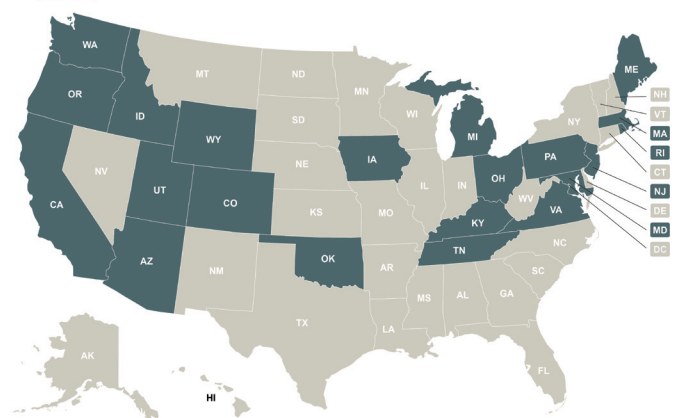 WA
ME
MT
ND
OR
MN
NH
VT
ID
SD
WI
NY
MA
WY
MI
RI
PA
IA
NE
CT
NV
IL
IN
OH
NJ
UT
CO
WV
DE
CA
KS
MO
KY
VA
MD
NC
DC
TN
AZ
OK
NM
AR
SC
MS
AL
GA
TX
LA
AK
FL
HI